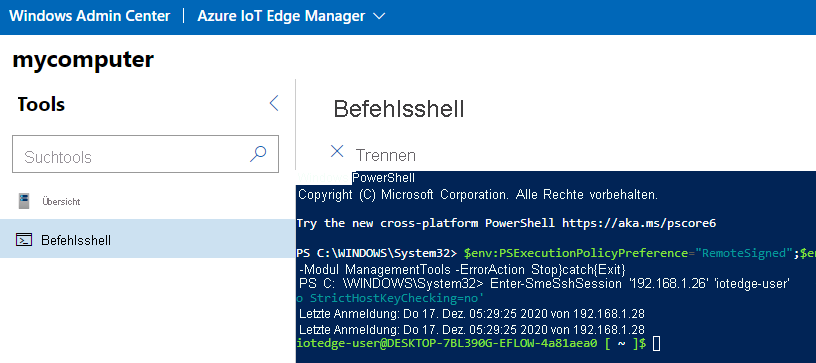 Windows Admin Center | Azure IoT Edge Manager
mycomputer
Tools
Befehlsshell
Suchtools
Trennen
Übersicht
Befehlsshell
PowerShell
Copyright (C) Microsoft Corporation. Alle Rechte vorbehalten.
Try the new cross-platform PowerShell https://aka.ms/pscore6
PS C:\WINDOWS\System32> $env:PSExecutionPolicyPreference="RemoteSigned";$en
-Modul ManagementTools -ErrorAction Stop}catch{Exit}
PS C: \WINDOWS\System32> Enter-SmeSshSession '192.168.1.26' 'iotedge-user'
o StrictHostKeyChecking=no'
Letzte Anmeldung: Do 17. Dez. 05:29:25 2020 von 192.168.1.28
Letzte Anmeldung: Do 17. Dez. 05:29:25 2020 von 192.168.1.28
iotedge-user@DESKTOP-7BL390G-EFLOW-4a81aea0 [ ~ ]$